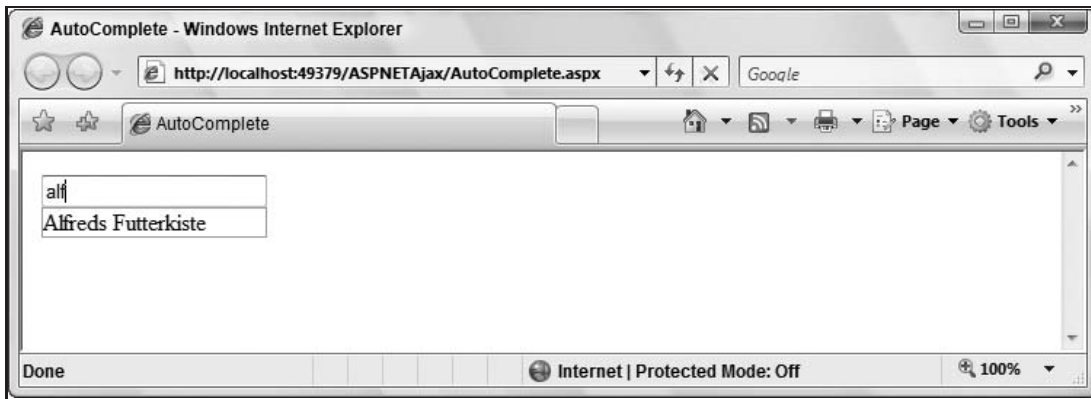 AutoComplete - Windows Internet Explorer
http://localhost:49379/ASPNETAjax/AutoComplete.aspx Google
AutoComplete Page Tools »
alf
Alfreds Futterkiste
Done Internet | Protected Mode: Off 100%